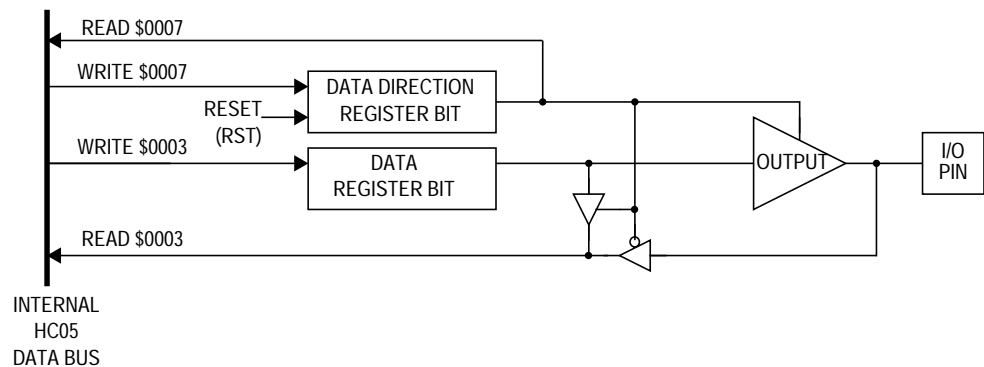 READ $0007
WRITE $0007
RESET
(RST)
DATA DIRECTION
REGISTER BIT
WRITE $0003
DATA
REGISTER BIT
OUTPUT
I/O
PIN
READ $0003
INTERNAL
HC05
DATA BUS